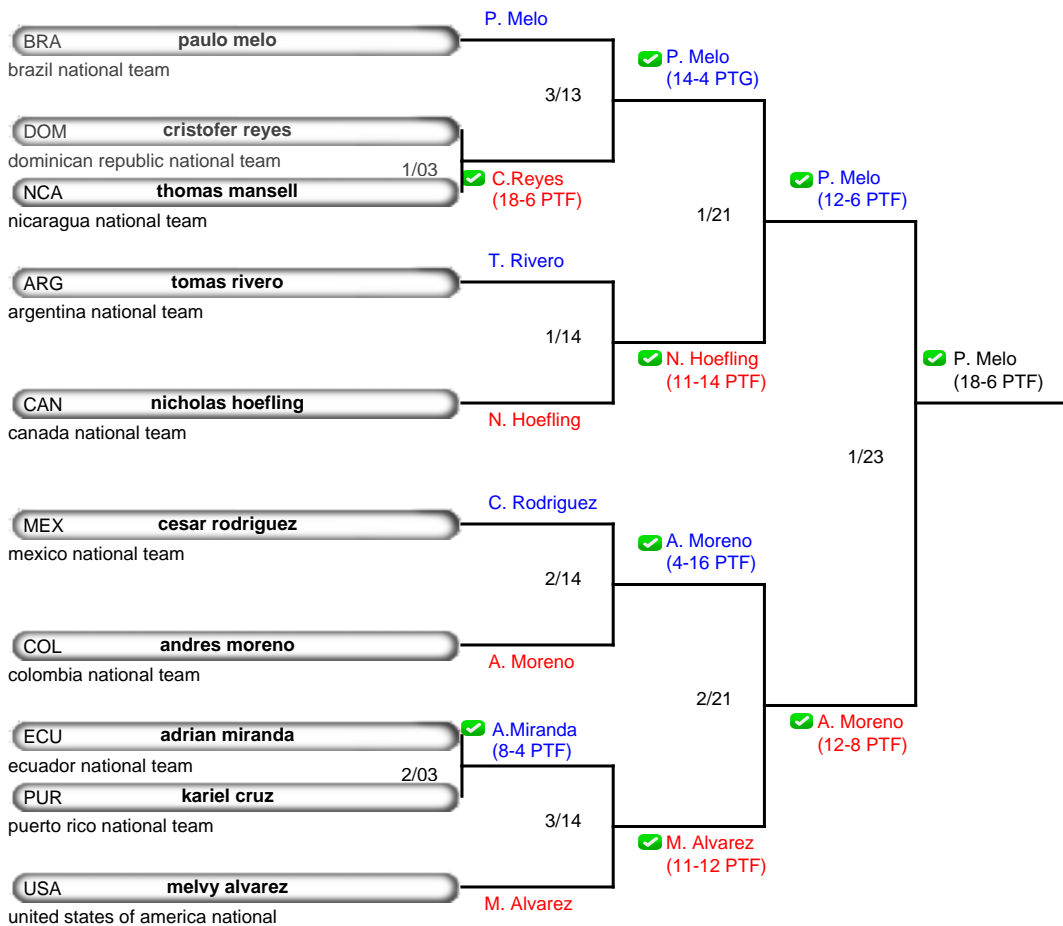 P. Melo
BRA paulo melo
brazil national team
P. Melo
(14-4 PTG)
3/13
DOM cristofer reyes
dominican republic national team
1/03
NCA thomas mansell
nicaragua national team
C.Reyes
(18-6 PTF)
P. Melo
(12-6 PTF)
1/21
T. Rivero
ARG tomas rivero
argentina national team
1/14
N. Hoefling
(11-14 PTF)
P. Melo
(18-6 PTF)
CAN nicholas hoefling
canada national team
N. Hoefling
1/23
C. Rodriguez
MEX cesar rodriguez
mexico national team
A. Moreno
(4-16 PTF)
2/14
COL andres moreno
colombia national team
A. Moreno
2/21
A. Moreno
(12-8 PTF)
ECU adrian miranda
ecuador national team
A.Miranda
(8-4 PTF)
2/03
PUR kariel cruz
puerto rico national team
3/14
M. Alvarez
(11-12 PTF)
USA melvy alvarez
united states of america national
M. Alvarez